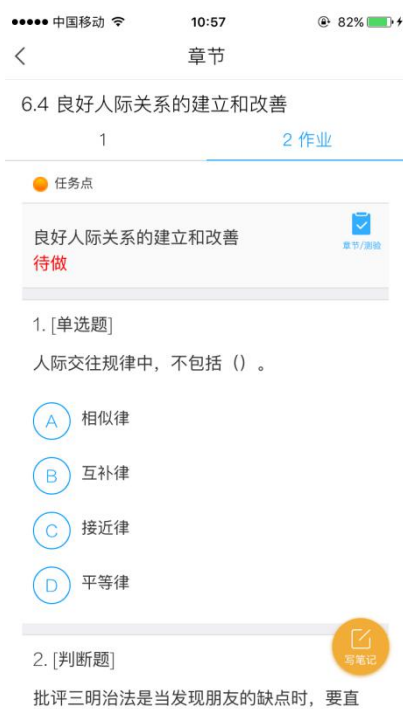 中国移动 10:57 82%
章节
6.4 良好人际关系的建立和改善
1 2 作业
任务点
良好人际关系的建立和改善
章节/测验
待做
1. [单选题]
人际交往规律中，不包括（）。
A 相似律
B 互补律
C 接近律
D 平等律
写笔记
2. [判断题]
批评三明治法是当发现朋友的缺点时，要直